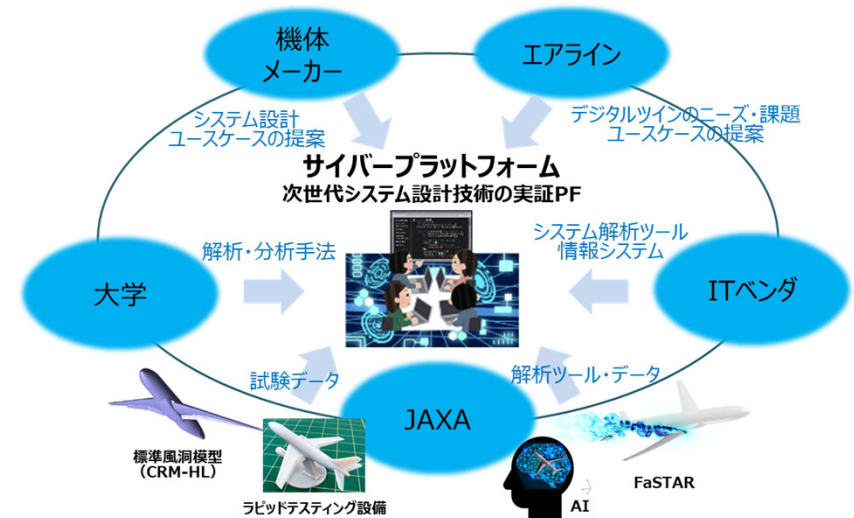 機体
メーカー
エアライン
システム設計
ユースケースの提案
デジタルツインのニーズ・課題
ユースケースの提案
サイバープラットフォーム
次世代システム設計技術の実証PF
大学
解析・分析手法
システム解析ツール
情報システム
ITベンダ
試験データ
JAXA
解析ツール・データ
標準風洞模型
(CRM-HL)
ラピッドテスティング設備
AI
FaSTAR